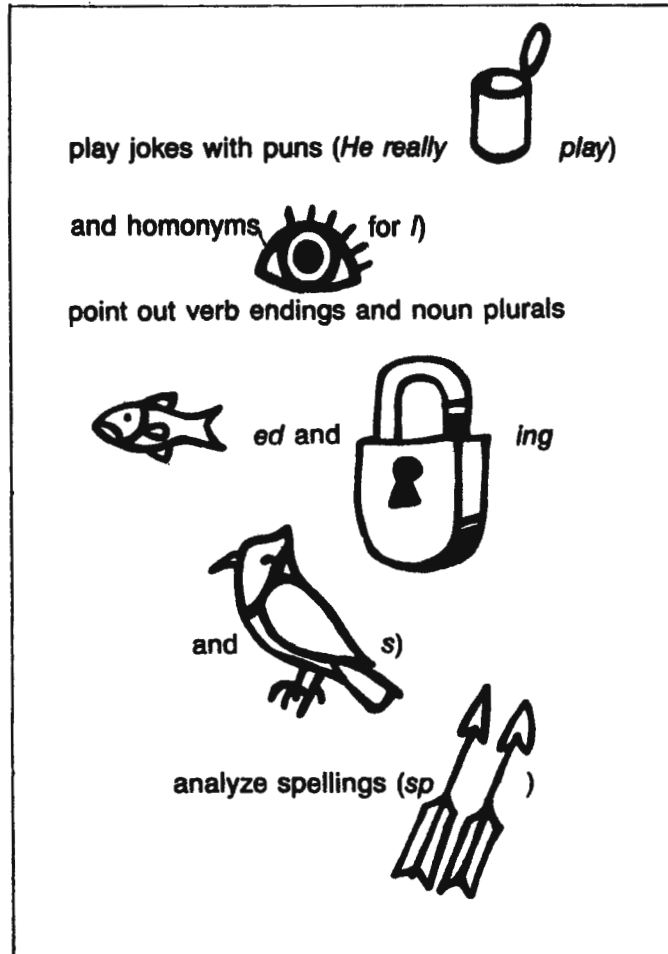 play jokes with puns (He really play)
and homonyms for I)
point out verb endings and noun plurals
ed and ing
and s)
analyze spellings (sp )